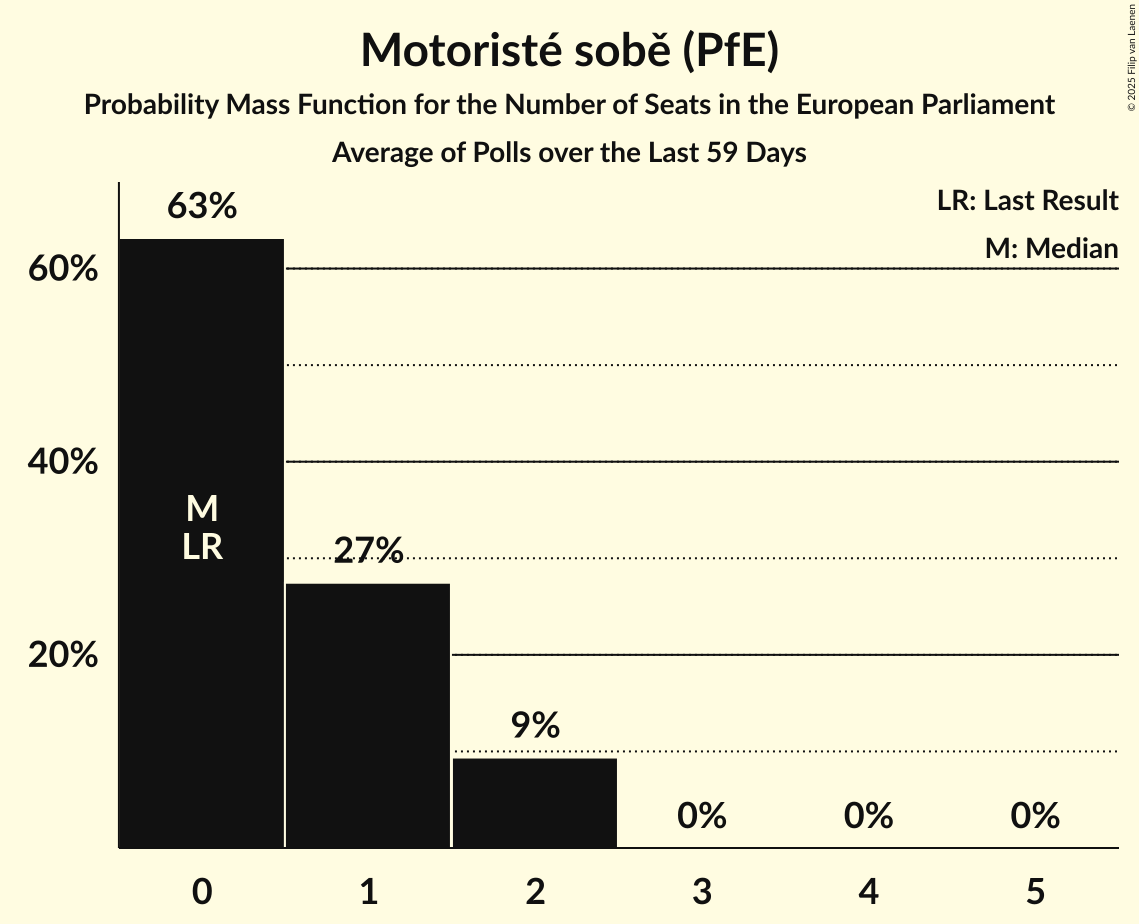 Motoristé sobě (PfE)
Probability Mass Function for the Number of Seats in the European Parliament
Average of Polls over the Last 59 Days
© 2025 Filip van Laenen
LR: Last Result
M: Median
63%
60%
40%
M
LR
27%
20%
9%
0%
0%
0%
0
1
2
3
4
5